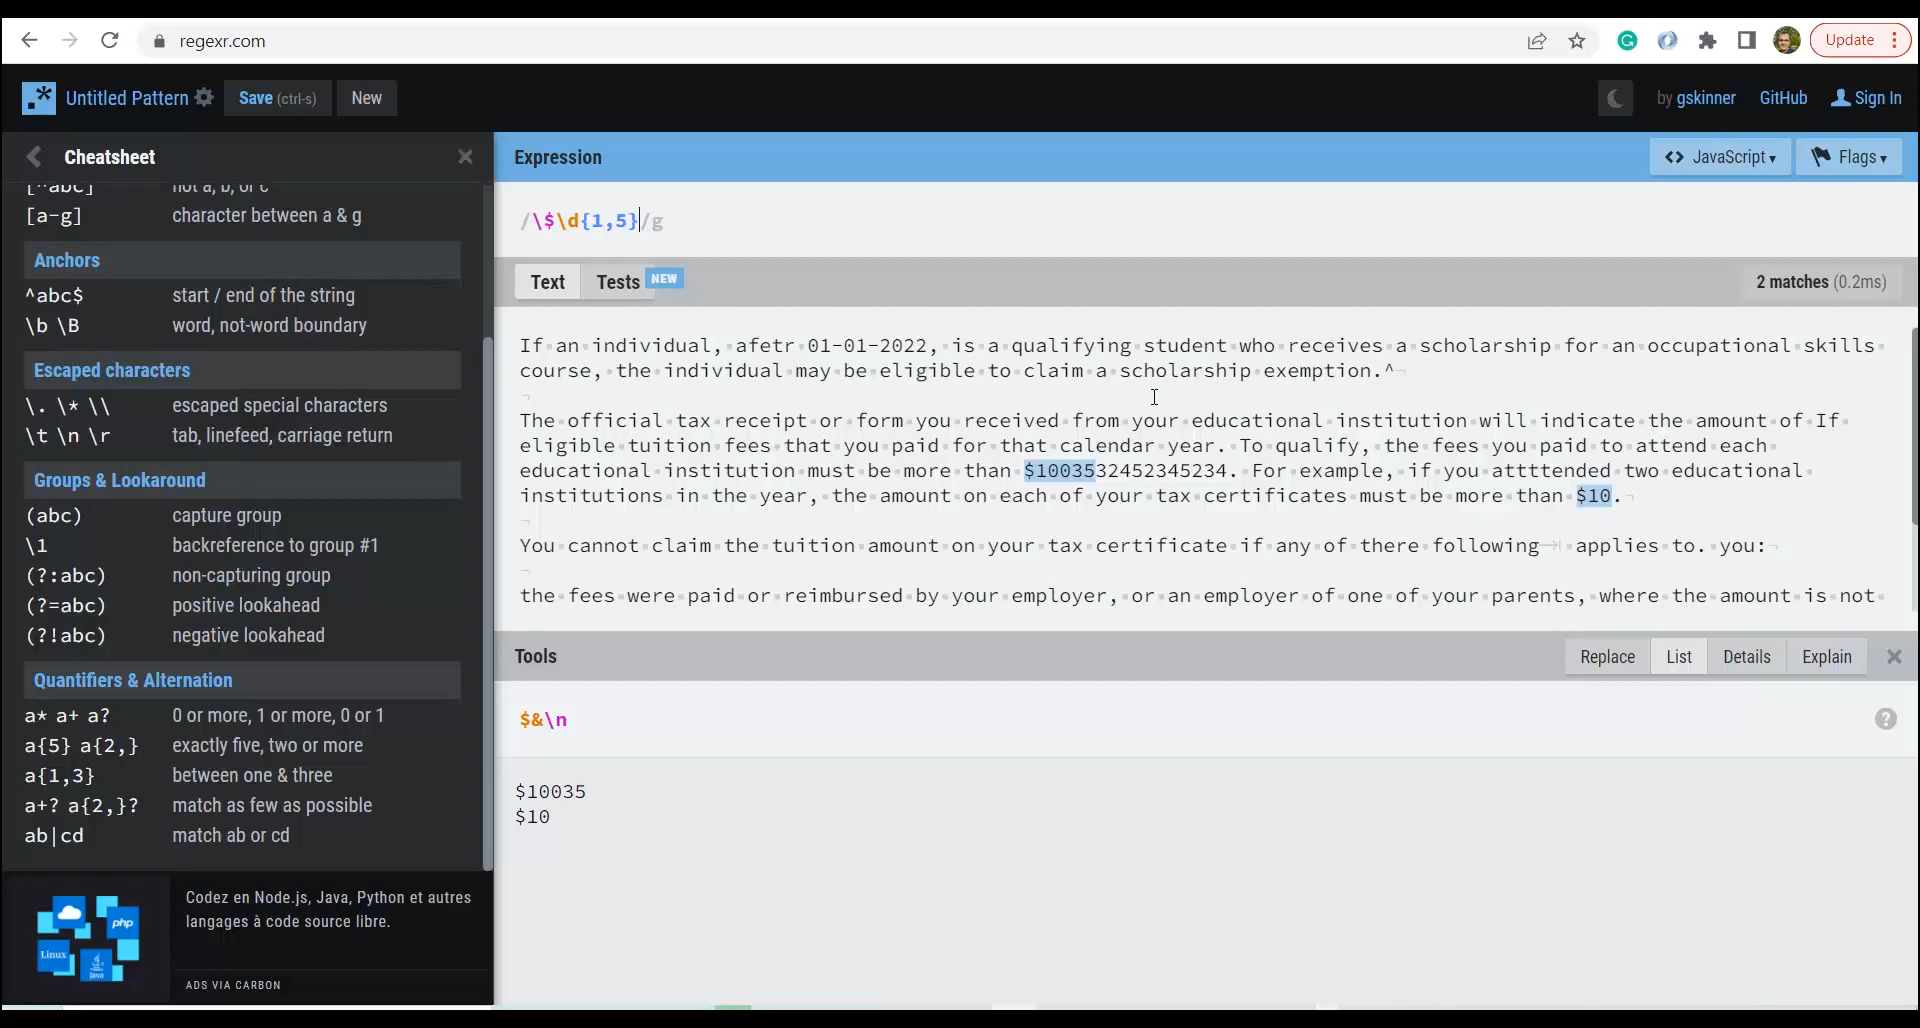 regexr.com
Update
Untitled Pattern
Save (ctrl-s)
New
by gskinner
GitHub
Sign In
Cheatsheet
[^abc] not a, b, or c
[a-g] character between a & g
Anchors
^abc$ start / end of the string
\b \B word, not-word boundary
Escaped characters
\. \* \\ escaped special characters
\t \n \r tab, linefeed, carriage return
Groups & Lookaround
(abc) capture group
\1 backreference to group #1
(?:abc) non-capturing group
(?=abc) positive lookahead
(?!abc) negative lookahead
Quantifiers & Alternation
a* a+ a? 0 or more, 1 or more, 0 or 1
a{5} a{2,} exactly five, two or more
a{1,3} between one & three
a+? a{2,}? match as few as possible
ab|cd match ab or cd
Linux
php
Java
Codez en Node.js, Java, Python et autres
langages à code source libre.
ADS VIA CARBON
Expression
<> JavaScript
Flags
/\$\d{1,5}/g
Text
Tests NEW
2 matches (0.2ms)
If an individual, afetr 01-01-2022, is a qualifying student who receives a scholarship for an occupational skills
course, the individual may be eligible to claim a scholarship exemption.^
The official tax receipt or form you received from your educational institution will indicate the amount of If
eligible tuition fees that you paid for that calendar year. To qualify, the fees you paid to attend each
educational institution must be more than $1003532452345234. For example, if you attttended two educational
institutions in the year, the amount on each of your tax certificates must be more than $10.
You cannot claim the tuition amount on your tax certificate if any of there following applies to. you:
the fees were paid or reimbursed by your employer, or an employer of one of your parents, where the amount is not
Tools
Replace
List
Details
Explain
$&\n
$10035
$10